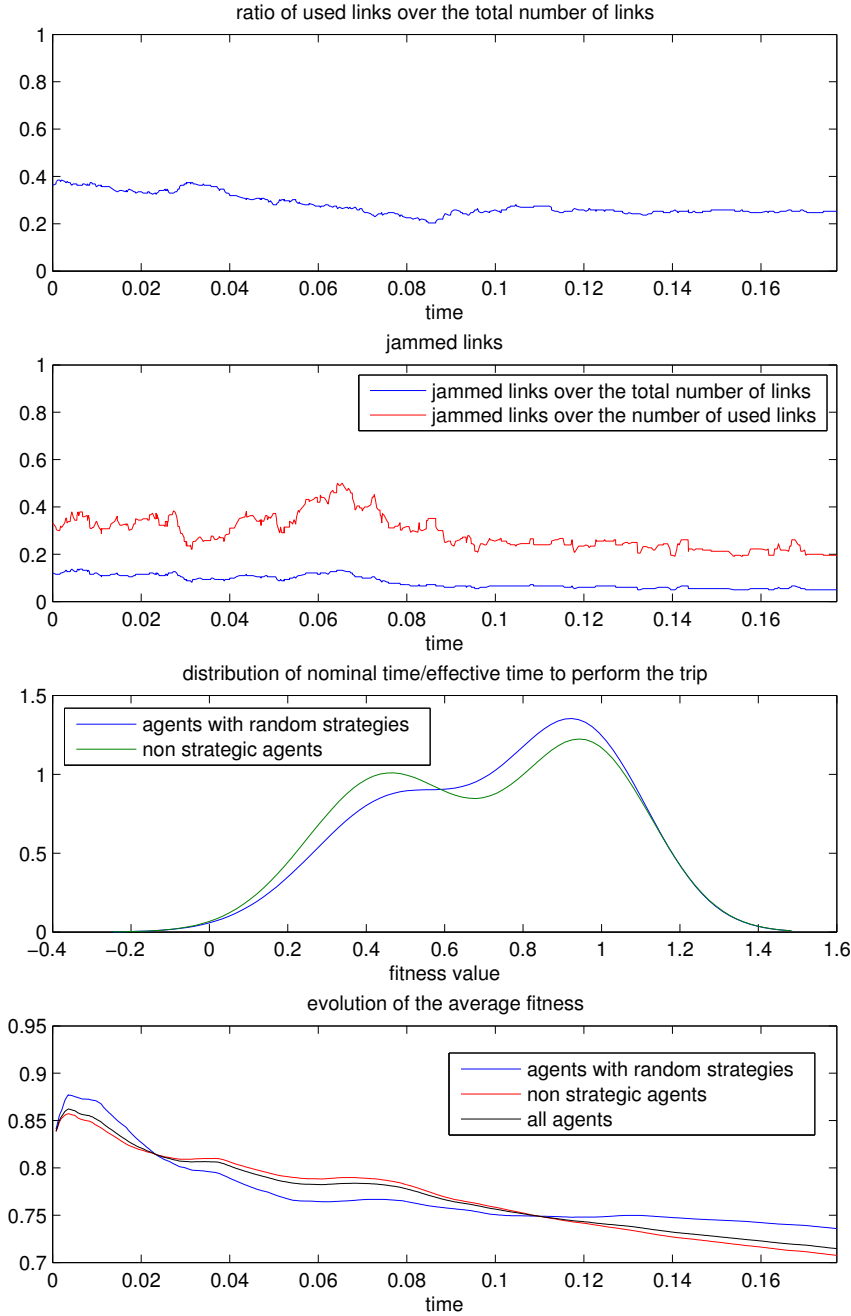 ratio of used links over the total number of links
1
0.8
0.6
0.4
0.2
0
0 0.02 0.04 0.06 0.08 0.1 0.12 0.14 0.16
time
jammed links
1
0.8
0.6
0.4
0.2
0
jammed links over the total number of links
jammed links over the number of used links
0 0.02 0.04 0.06 0.08 0.1 0.12 0.14 0.16
time
distribution of nominal time/effective time to perform the trip
1.5
1
0.5
0
agents with random strategies
non strategic agents
−0.4 −0.2 0 0.2 0.4 0.6 0.8 1 1.2 1.4 1.6
fitness value
evolution of the average fitness
0.95
0.9
0.85
0.8
0.75
0.7
agents with random strategies
non strategic agents
all agents
0 0.02 0.04 0.06 0.08 0.1 0.12 0.14 0.16
time